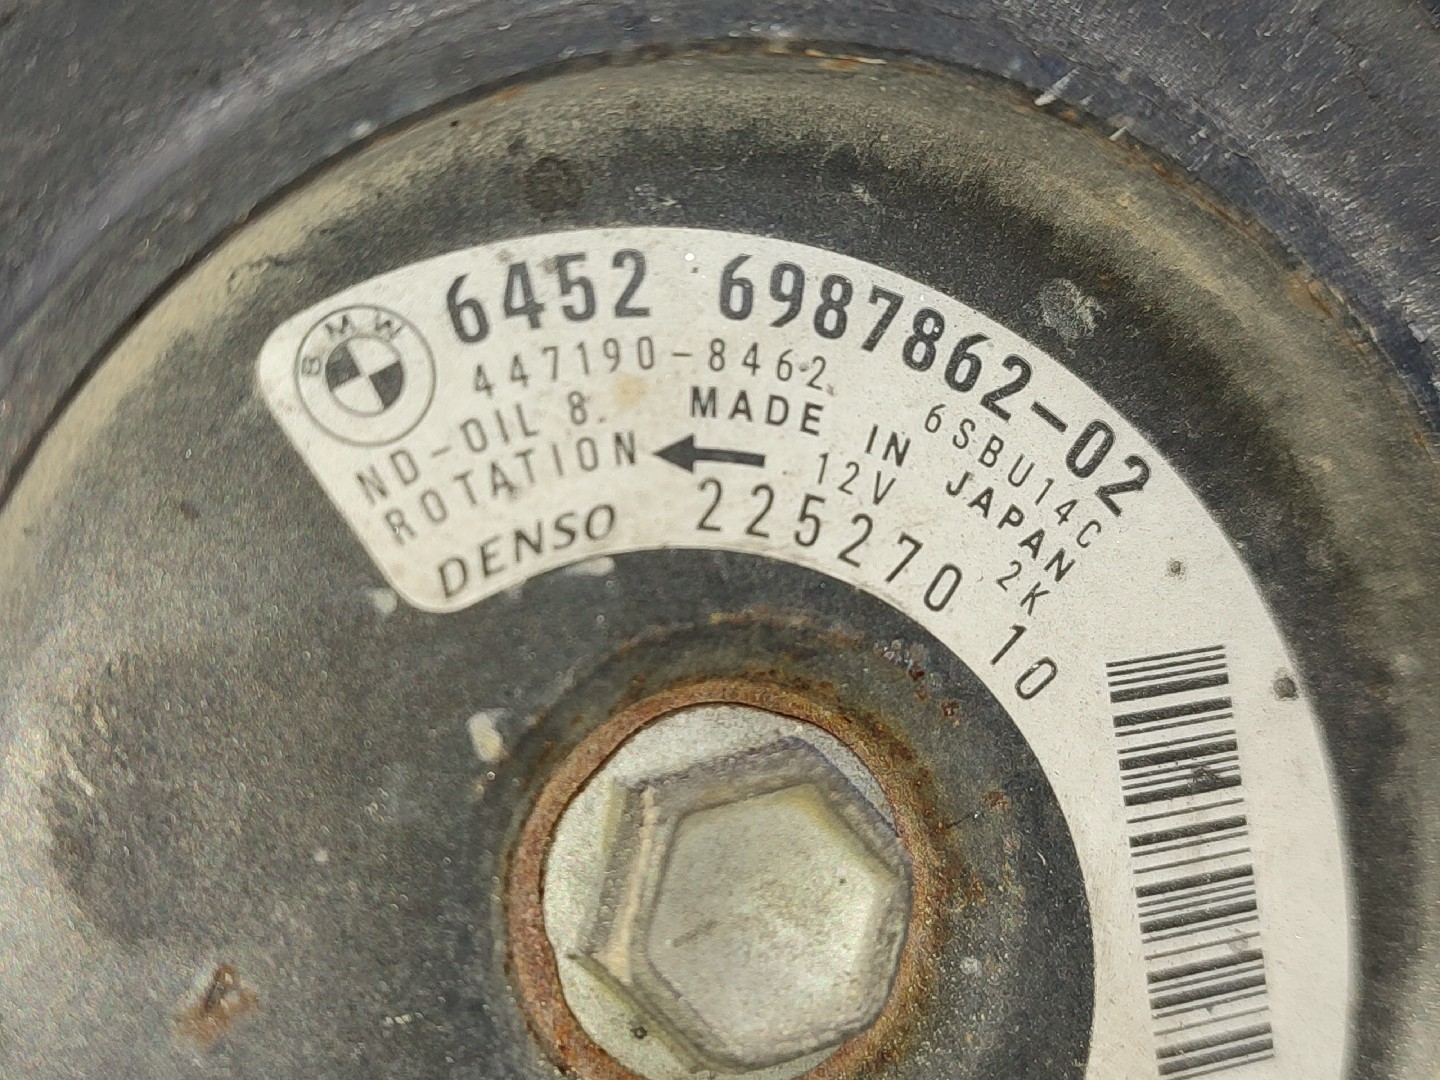 BMW
6452 6987862-02
447190-8462 6SBU14C
ND-OIL 8. MADE IN JAPAN
ROTATION 12V 2K
DENSO 225270 10